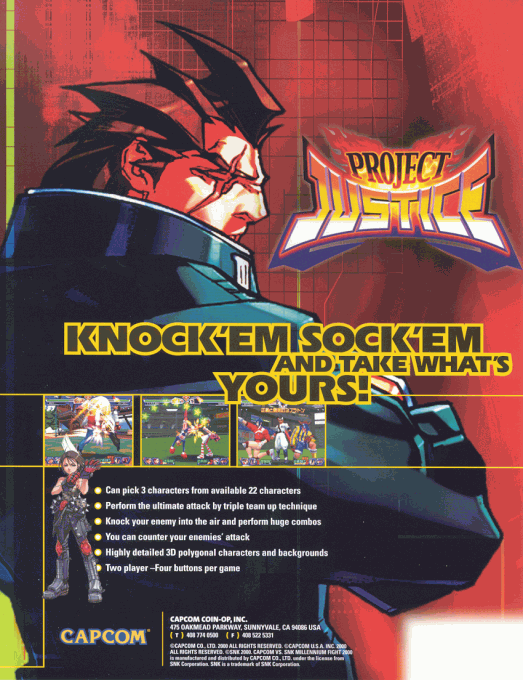 PROJECT
JUSTICE
KNOCK'EM SOCK'EM
AND TAKE WHAT'S
YOURS!
Can pick 3 characters from available 22 characters
Perform the ultimate attack by triple team up technique
Knock your enemy into the air and perform huge combos
You can counter your enemies' attack
Highly detailed 3D polygonal characters and backgrounds
Two player –Four buttons per game
CAPCOM
CAPCOM COIN-OP, INC.
475 OAKMEAD PARKWAY, SUNNYVALE, CA 94086 USA
( T ) 408 774 0500 ( F ) 408 522 5331
©CAPCOM CO., LTD. 2000 ALL RIGHTS RESERVED. ©CAPCOM U.S.A. INC. 2000
ALL RIGHTS RESERVED. ©SNK 2000. CAPCOM VS. SNK MILLENNIUM FIGHT 2000
is manufactured and distributed by CAPCOM CO., LTD. under the license from
SNK Corporation. SNK is a trademark of SNK Corporation.